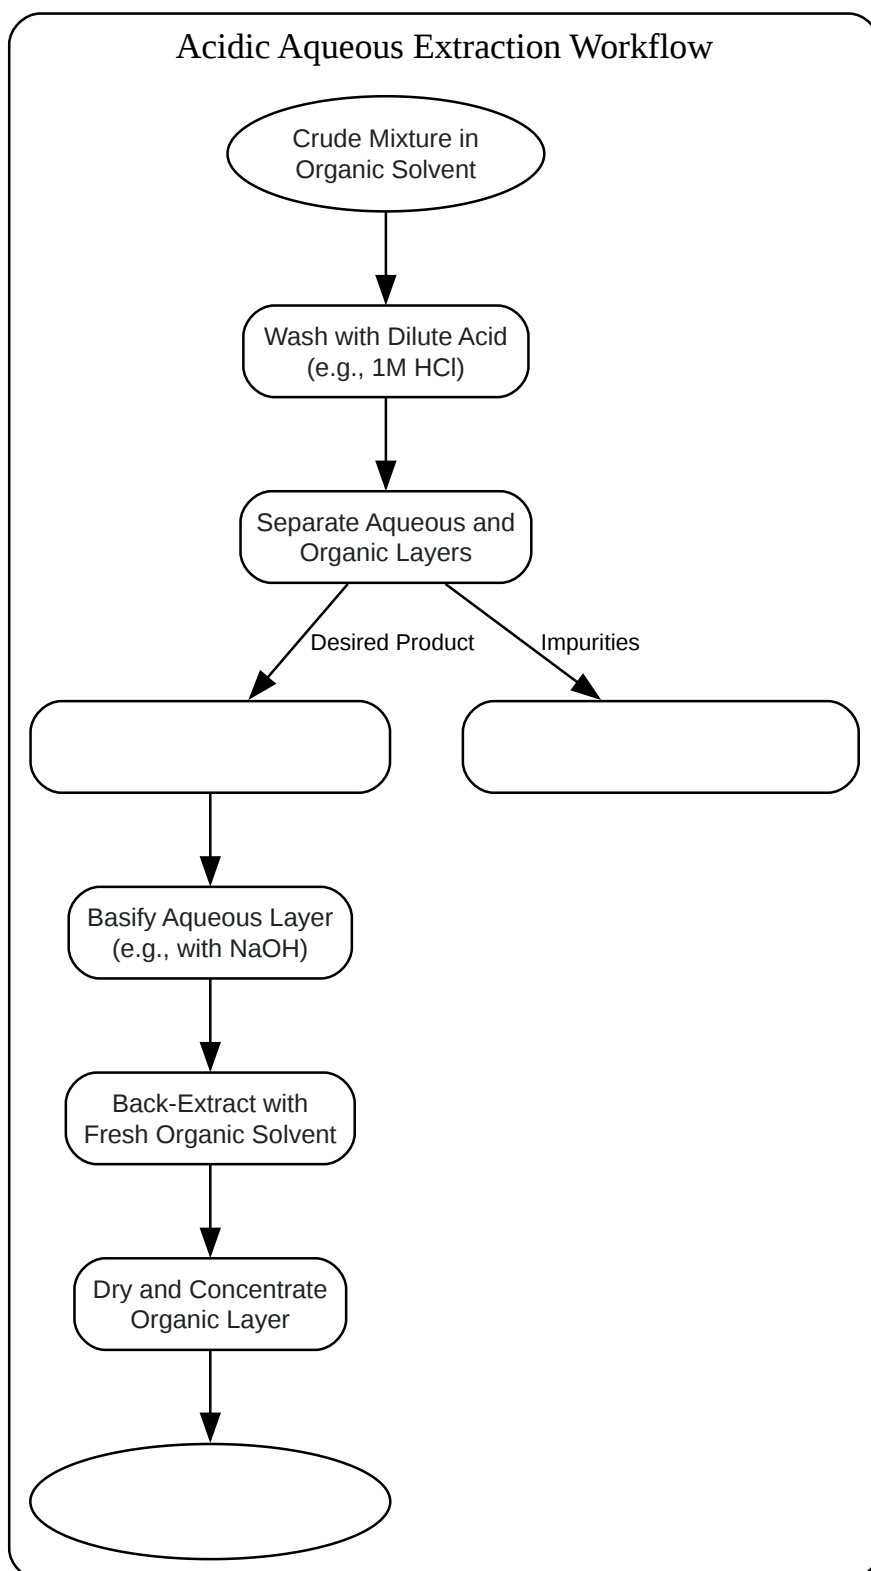 Acidic Aqueous Extraction Workflow
Crude Mixture in
Organic Solvent
Wash with Dilute Acid
(e.g., 1M HCl)
Separate Aqueous and
Organic Layers
Desired Product
Impurities
Basify Aqueous Layer
(e.g., with NaOH)
Back-Extract with
Fresh Organic Solvent
Dry and Concentrate
Organic Layer